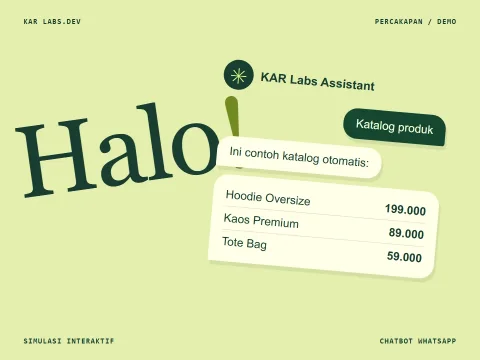 KAR LABS.DEV
PERCAKAPAN / DEMO
KAR Labs Assistant
Halo!
Katalog produk
Ini contoh katalog otomatis:
Hoodie Oversize 199.000
Kaos Premium 89.000
Tote Bag 59.000
SIMULASI INTERAKTIF
CHATBOT WHATSAPP